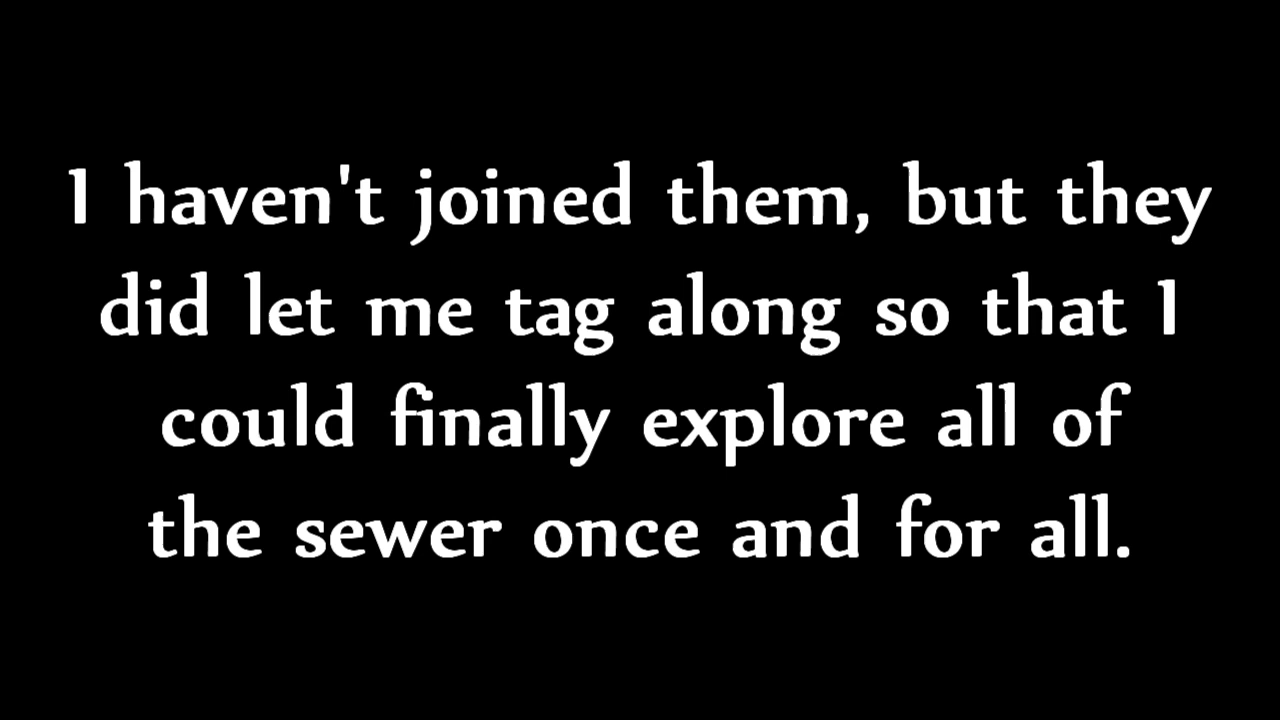 I haven't joined them, but they
did let me tag along so that I
could finally explore all of
the sewer once and for all.